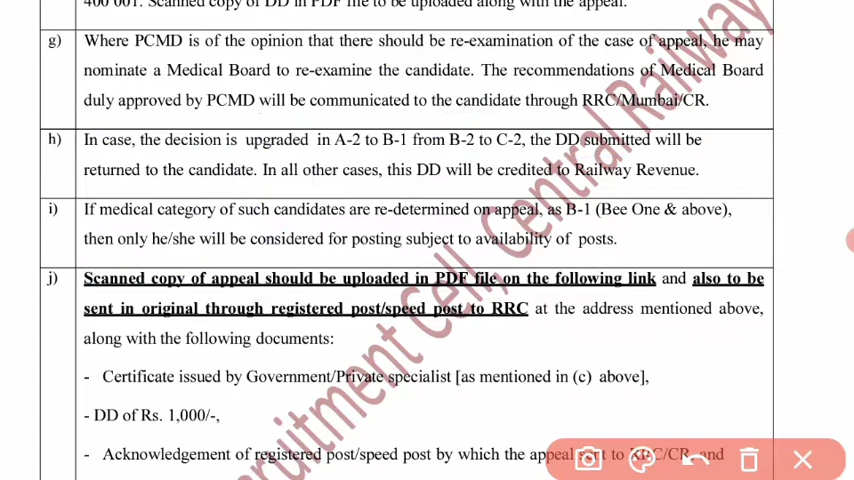 400 001. Scanned copy of DD in PDF file to be uploaded along with the appeal.
g) Where PCMD is of the opinion that there should be re-examination of the case of appeal, he may
nominate a Medical Board to re-examine the candidate. The recommendations of Medical Board
duly approved by PCMD will be communicated to the candidate through RRC/Mumbai/CR.
h) In case, the decision is upgraded in A-2 to B-1 from B-2 to C-2, the DD submitted will be
returned to the candidate. In all other cases, this DD will be credited to Railway Revenue.
i) If medical category of such candidates are re-determined on appeal, as B-1 (Bee One & above),
then only he/she will be considered for posting subject to availability of posts.
j) Scanned copy of appeal should be uploaded in PDF file on the following link and also to be
sent in original through registered post/speed post to RRC at the address mentioned above,
along with the following documents:
- Certificate issued by Government/Private specialist [as mentioned in (c) above],
- DD of Rs. 1,000/-,
- Acknowledgement of registered post/speed post by which the appeal sent to RRC/CR, and
ruitment Cell, Central Railway